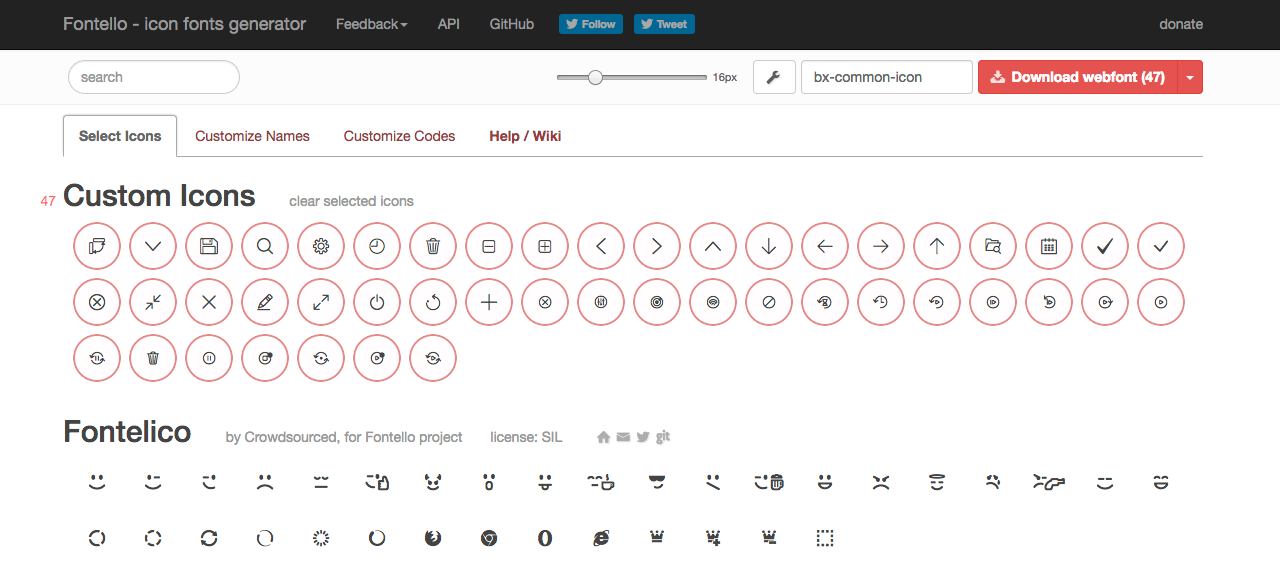 Fontello - icon fonts generator Feedback API GitHub Follow Tweet donate
search 16px bx-common-icon Download webfont (47)
Select Icons Customize Names Customize Codes Help / Wiki
47 Custom Icons clear selected icons
Fontelico by Crowdsourced, for Fontello project license: SIL git